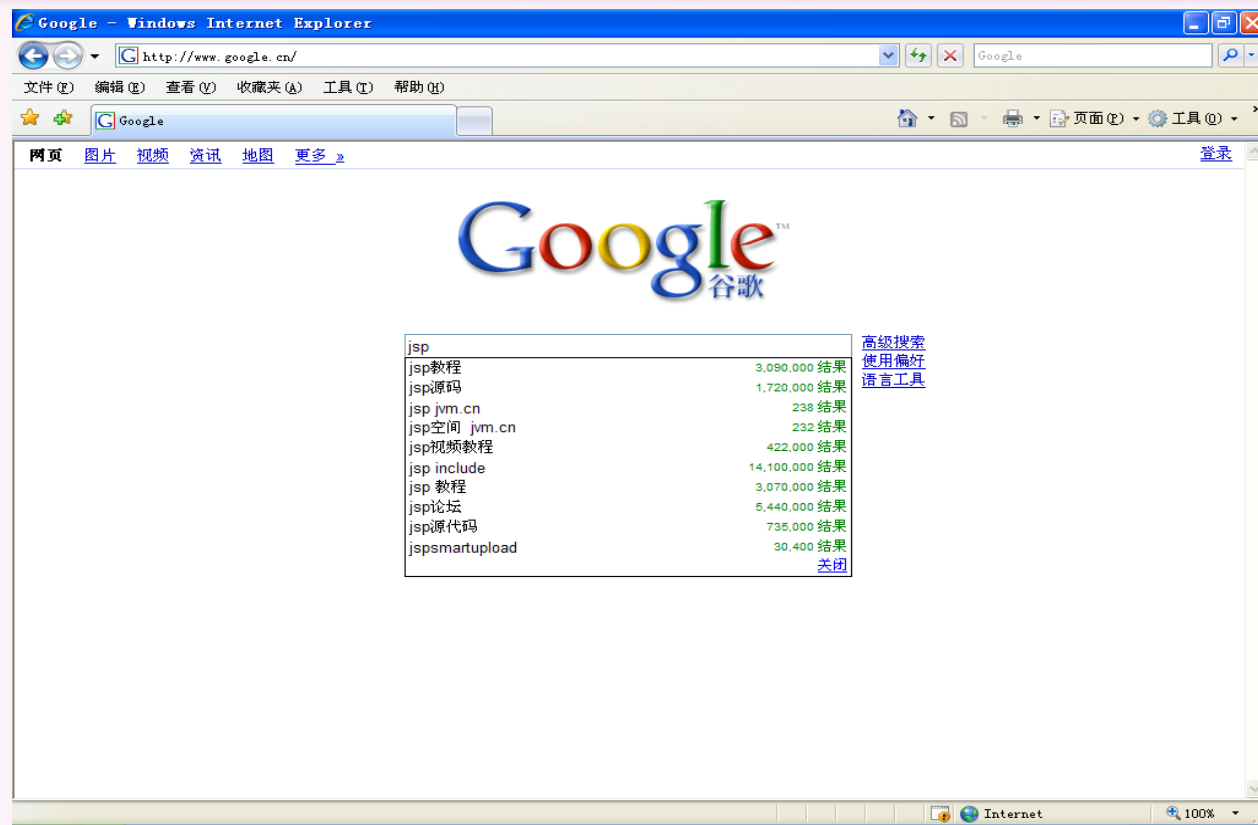 Google - Windows Internet Explorer
http://www.google.cn/
Google
文件(F) 编辑(E) 查看(V) 收藏夹(A) 工具(T) 帮助(H)
Google
页面(P) 工具(O)
网页 图片 视频 资讯 地图 更多 » 登录
Google™
谷歌
jsp
高级搜索
jsp教程 3,090,000 结果
使用偏好
jsp源码 1,720,000 结果
语言工具
jsp jvm.cn 238 结果
jsp空间 jvm.cn 232 结果
jsp视频教程 422,000 结果
jsp include 14,100,000 结果
jsp 教程 3,070,000 结果
jsp论坛 5,440,000 结果
jsp源代码 735,000 结果
jspsmartupload 30,400 结果
关闭
Internet 100%